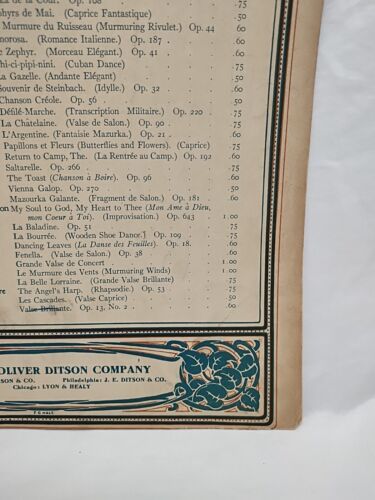 de la Cour. Op. 168 .75
Zéphyrs de Mai. (Caprice Fantastique) .50
Murmure du Ruisseau (Murmuring Rivulet.) Op. 44 .60
morosa. (Romance Italienne.) Op. 187 .60
e Zephyr. (Morceau Elégant.) Op. 41 .60
hi-ci-pipi-nini. (Cuban Dance) .75
La Gazelle. (Andante Elégant) .75
ouvenir de Steinbach. (Idylle.) Op. 32 .60
Chanson Créole. Op. 56 .50
Défilé-Marche. (Transcription Militaire.) Op. 220 .75
La Châtelaine. (Valse de Salon.) Op. 90 .75
L'Argentine. (Fantaisie Mazurka.) Op. 21 .60
Papillons et Fleurs (Butterflies and Flowers). (Caprice) .75
Return to Camp, The. (La Rentrée au Camp.) Op. 192 .60
Saltarelle. Op. 266 .75
The Toast (Chanson à Boire). Op. 96 .60
Vienna Galop. Op. 270 .50
Mazourka Galante. (Fragment de Salon.) Op. 181 .60
on My Soul to God, My Heart to Thee (Mon Ame à Dieu,
mon Coeur à Toi). (Improvisation.) Op. 643 1.00
La Baladine. Op. 51 .75
La Bourrée. (Wooden Shoe Dance.) Op. 109 .75
Dancing Leaves (La Danse des Feuilles). Op. 18. .60
Fenella. (Valse de Salon.) Op. 38 .60
Grande Valse de Concert 1.00
Le Murmure des Vents (Murmuring Winds) 1.00
La Belle Lorraine. (Grande Valse Brillante) .75
re The Angel's Harp. (Rhapsodie.) Op. 53 .75
Les Cascades. (Valse Caprice) .50
Valse Brillante. Op. 13, No. 2 .60
OLIVER DITSON COMPANY
SON & CO. Philadelphia: J. E. DITSON & CO.
Chicago: LYON & HEALY